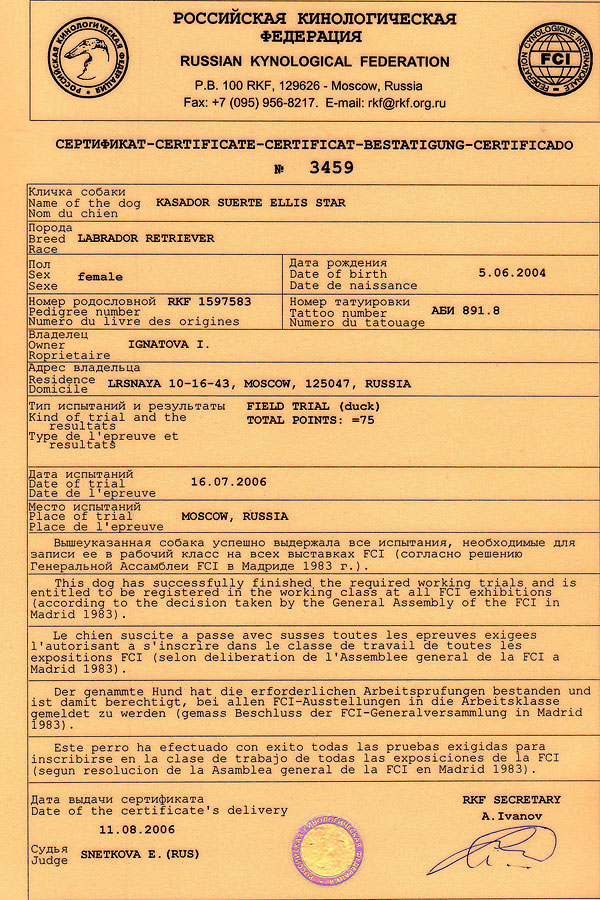 РОССИЙСКАЯ КИНОЛОГИЧЕСКАЯ
ФЕДЕРАЦИЯ
RUSSIAN KYNOLOGICAL FEDERATION
P.B. 100 RKF, 129626 - Moscow, Russia
Fax: +7 (095) 956-8217. E-mail: rkf@rkf.org.ru
РОССИЙСКАЯ КИНОЛОГИЧЕСКАЯ ФЕДЕРАЦИЯ
FEDERATION CYNOLOGIQUE INTERNATIONALE
FCI
СЕРТИФИКАТ-CERTIFICATE-CERTIFICAT-BESTATIGUNG-CERTIFICADO
№ 3459
Кличка собаки
Name of the dog KASADOR SUERTE ELLIS STAR
Nom du chien
Порода
Breed LABRADOR RETRIEVER
Race
Пол
Sex female
Sexe
Дата рождения
Date of birth 5.06.2004
Date de naissance
Номер родословной RKF 1597583
Pedigree number
Numero du livre des origines
Номер татуировки
Tattoo number АБИ 891.8
Numero du tatouage
Владелец
Owner IGNATOVA I.
Roprietaire
Адрес владельца
Residence LRSNAYA 10-16-43, MOSCOW, 125047, RUSSIA
Domicile
Тип испытаний и результаты FIELD TRIAL (duck)
Kind of trial and the TOTAL POINTS: =75
results
Type de l'epreuve et
resultats
Дата испытаний
Date of trial 16.07.2006
Date de l'epreuve
Место испытаний
Place of trial MOSCOW, RUSSIA
Place de l'epreuve
Вышеуказанная собака успешно выдержала все испытания, необходимые для
записи ее в рабочий класс на всех выставках FCI (согласно решению
Генеральной Ассамблеи FCI в Мадриде 1983 г.).
This dog has successfully finished the required working trials and is
entitled to be registered in the working class at all FCI exhibitions
(according to the decision taken by the General Assembly of the FCI in
Madrid 1983).
Le chien suscite a passe avec susses toutes les epreuves exigees
l'autorisant a s'inscrire dans le classe de travail de toutes les
expositions FCI (selon deliberation de l'Assemblee general de la FCI a
Madrid 1983).
Der genammte Hund hat die erforderlichen Arbeitsprufungen bestanden und
ist damit berechtigt, bei allen FCI-Ausstellungen in die Arbeitsklasse
gemeldet zu werden (gemass Beschluss der FCI-Generalversammlung in Madrid
1983).
Este perro ha efectuado con exito todas las pruebas exigidas para
inscribirse en la clase de trabajo de todas las exposiciones de la FCI
(segun resolucion de la Asamblea general de la FCI en Madrid 1983).
Дата выдачи сертификата
Date of the certificate's delivery
11.08.2006
Судья
Judge SNETKOVA E.(RUS)
RKF SECRETARY
A.Ivanov